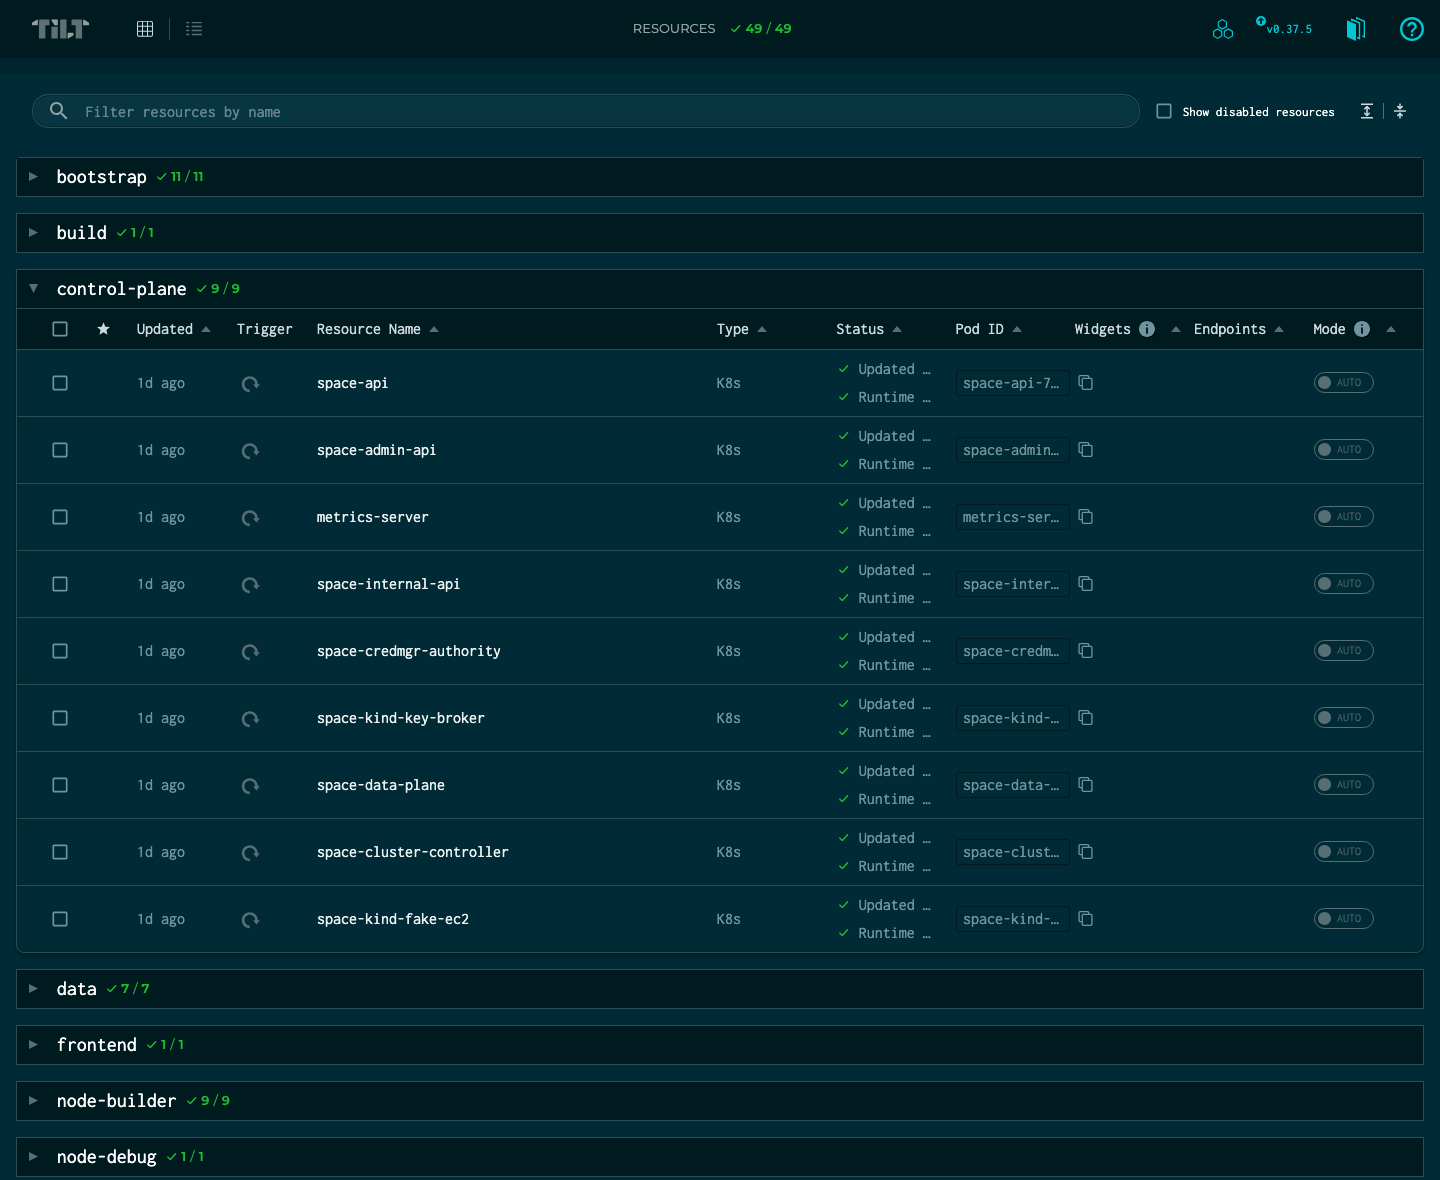 TiLT RESOURCES 49 / 49 v0.37.5
Filter resources by name Show disabled resources
bootstrap 11 / 11
build 1 / 1
control-plane 9 / 9
Updated Trigger Resource Name Type Status Pod ID Widgets Endpoints Mode
1d ago space-api K8s Updated … space-api-7… AUTO
Runtime …
1d ago space-admin-api K8s Updated … space-admin… AUTO
Runtime …
1d ago metrics-server K8s Updated … metrics-ser… AUTO
Runtime …
1d ago space-internal-api K8s Updated … space-inter… AUTO
Runtime …
1d ago space-credmgr-authority K8s Updated … space-credm… AUTO
Runtime …
1d ago space-kind-key-broker K8s Updated … space-kind-… AUTO
Runtime …
1d ago space-data-plane K8s Updated … space-data-… AUTO
Runtime …
1d ago space-cluster-controller K8s Updated … space-clust… AUTO
Runtime …
1d ago space-kind-fake-ec2 K8s Updated … space-kind-… AUTO
Runtime …
data 7 / 7
frontend 1 / 1
node-builder 9 / 9
node-debug 1 / 1